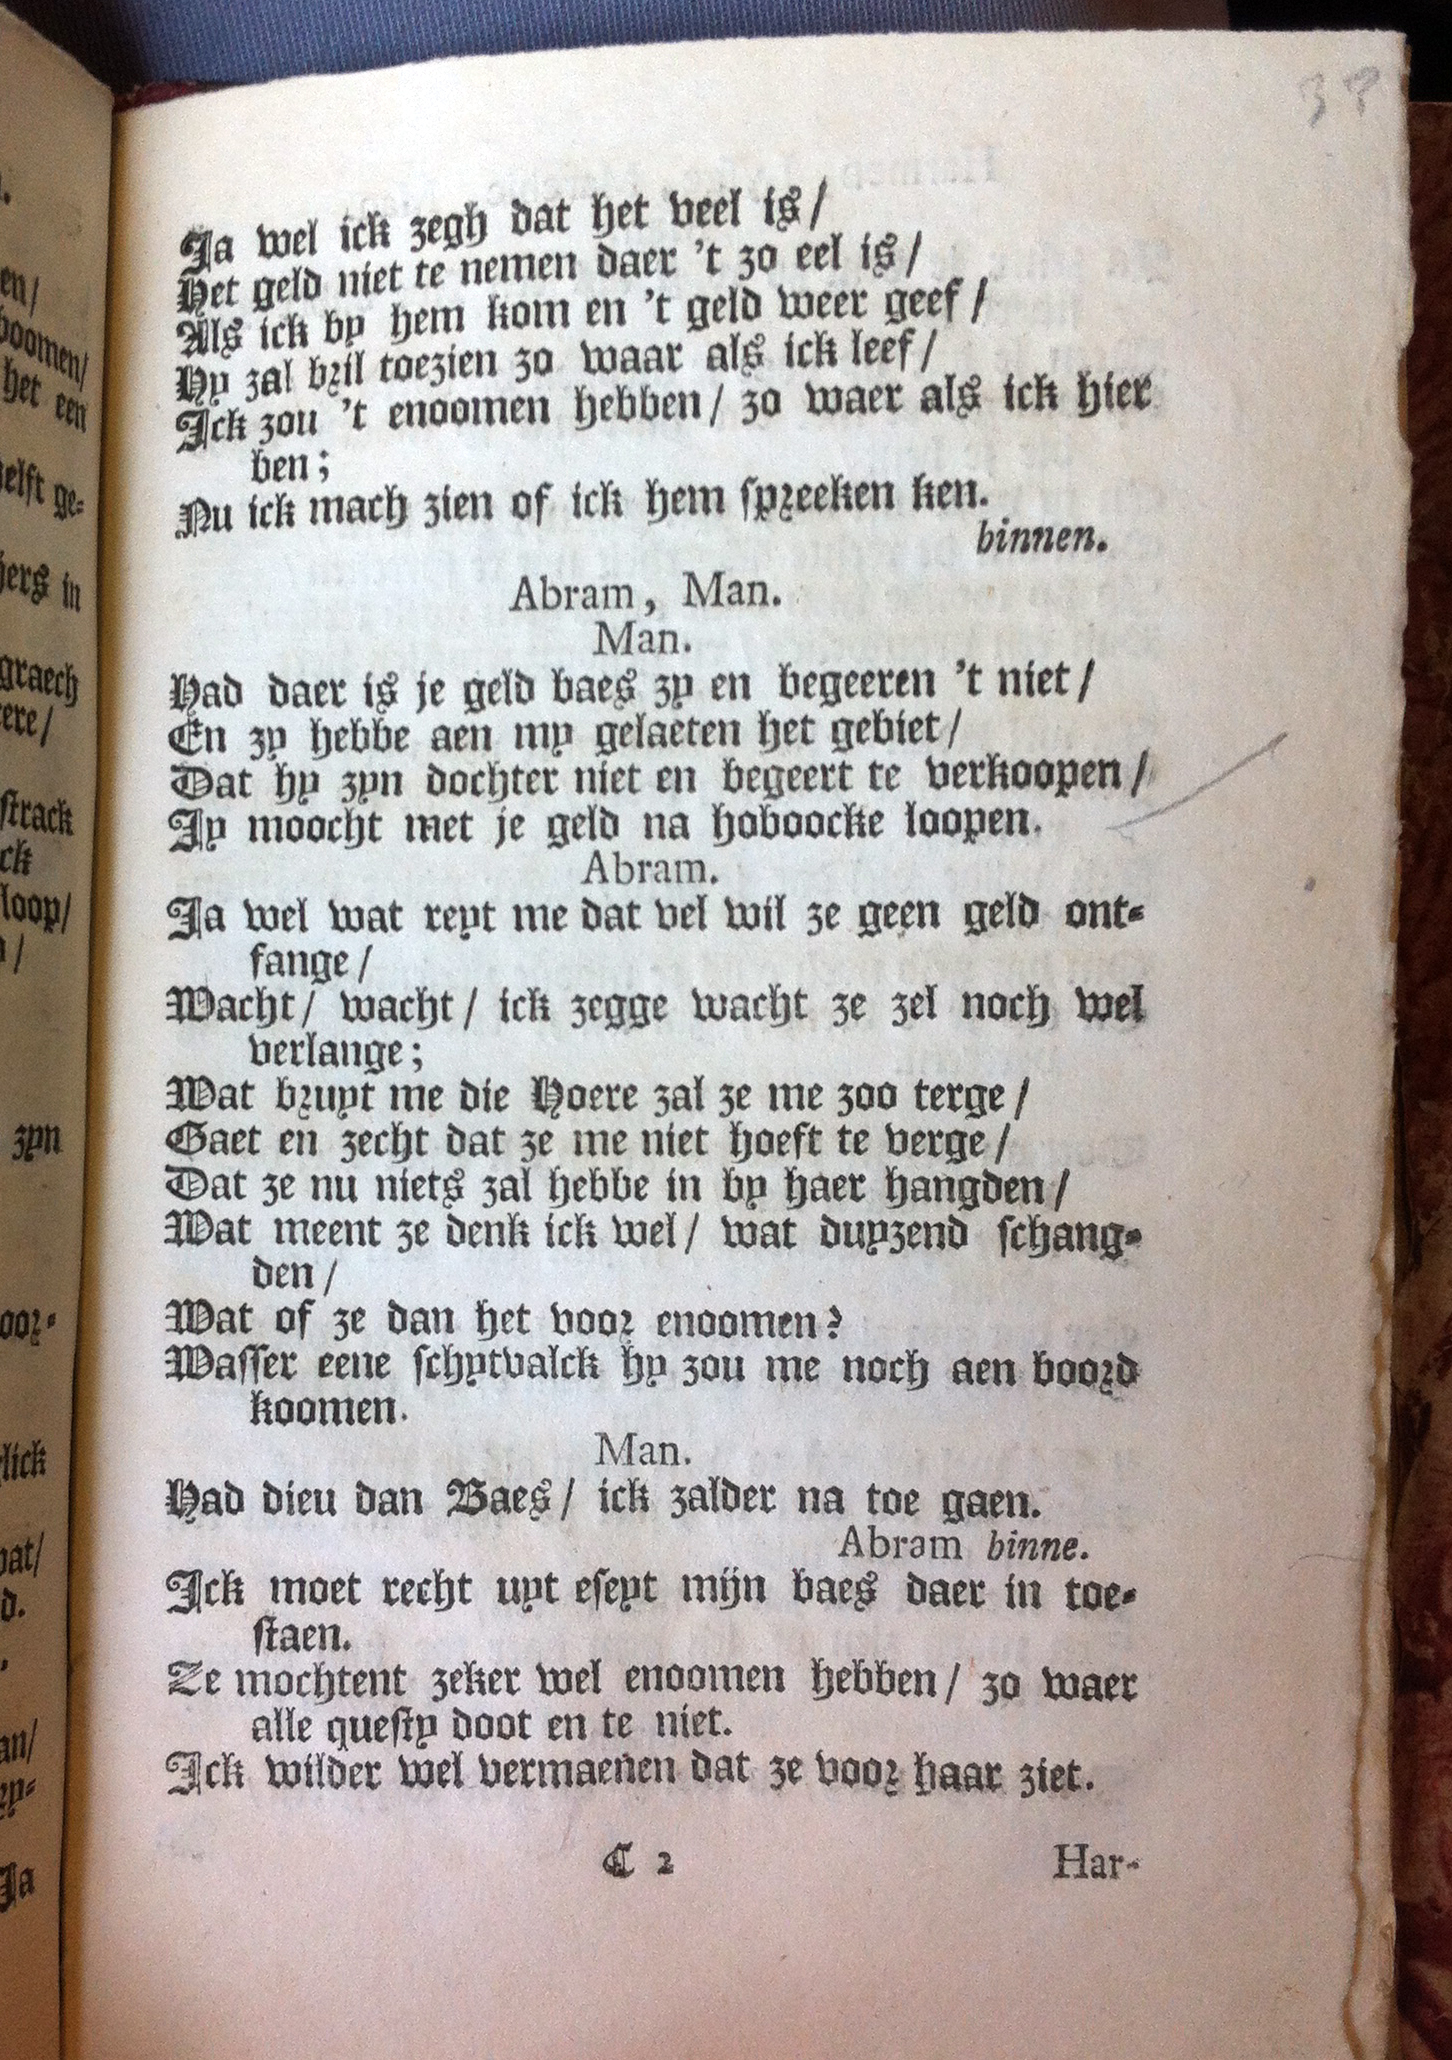 37
Ja wel ick zegh dat het veel is /
Het geld niet te nemen daer 't zo eel is /
Als ick by hem kom en 't geld weer geef /
Hy zal bril toezien zo waar als ick leef /
Ick zou 't enoomen hebben / zo waer als ick hier
ben ;
Nu ick mach zien of ick hem spreeken ken.
binnen.
Abram, Man.
Man.
Had daer is je geld baes zy en begeeren 't niet /
En zy hebbe aen my gelaeten het gebiet /
Dat hy zyn dochter niet en begeert te verkoopen /
Jy moocht met je geld na hoboocke loopen.
Abram.
Ja wel wat reyt me dat vel wil ze geen geld ont-
fange /
Wacht / wacht / ick zegge wacht ze zel noch wel
verlange ;
Wat bruyt me die Hoere zal ze me zoo terge /
Gaet en zecht dat ze me niet hoeft te verge /
Dat ze nu niets zal hebbe in by haer hangden /
Wat meent ze denk ick wel / wat duyzend schang-
den /
Wat of ze dan het voor enoomen?
Wasser eene schytvalck hy zou me noch aen boord
koomen.
Man.
Had dieu dan Baes / ick zalder na toe gaen.
Abram binne.
Ick moet recht uyt eseyt mijn baes daer in toe-
staen.
Ze mochtent zeker wel enoomen hebben / zo waer
alle questy doot en te niet.
Ick wilder wel vermaenen dat ze voor haar ziet.
C 2
Har-